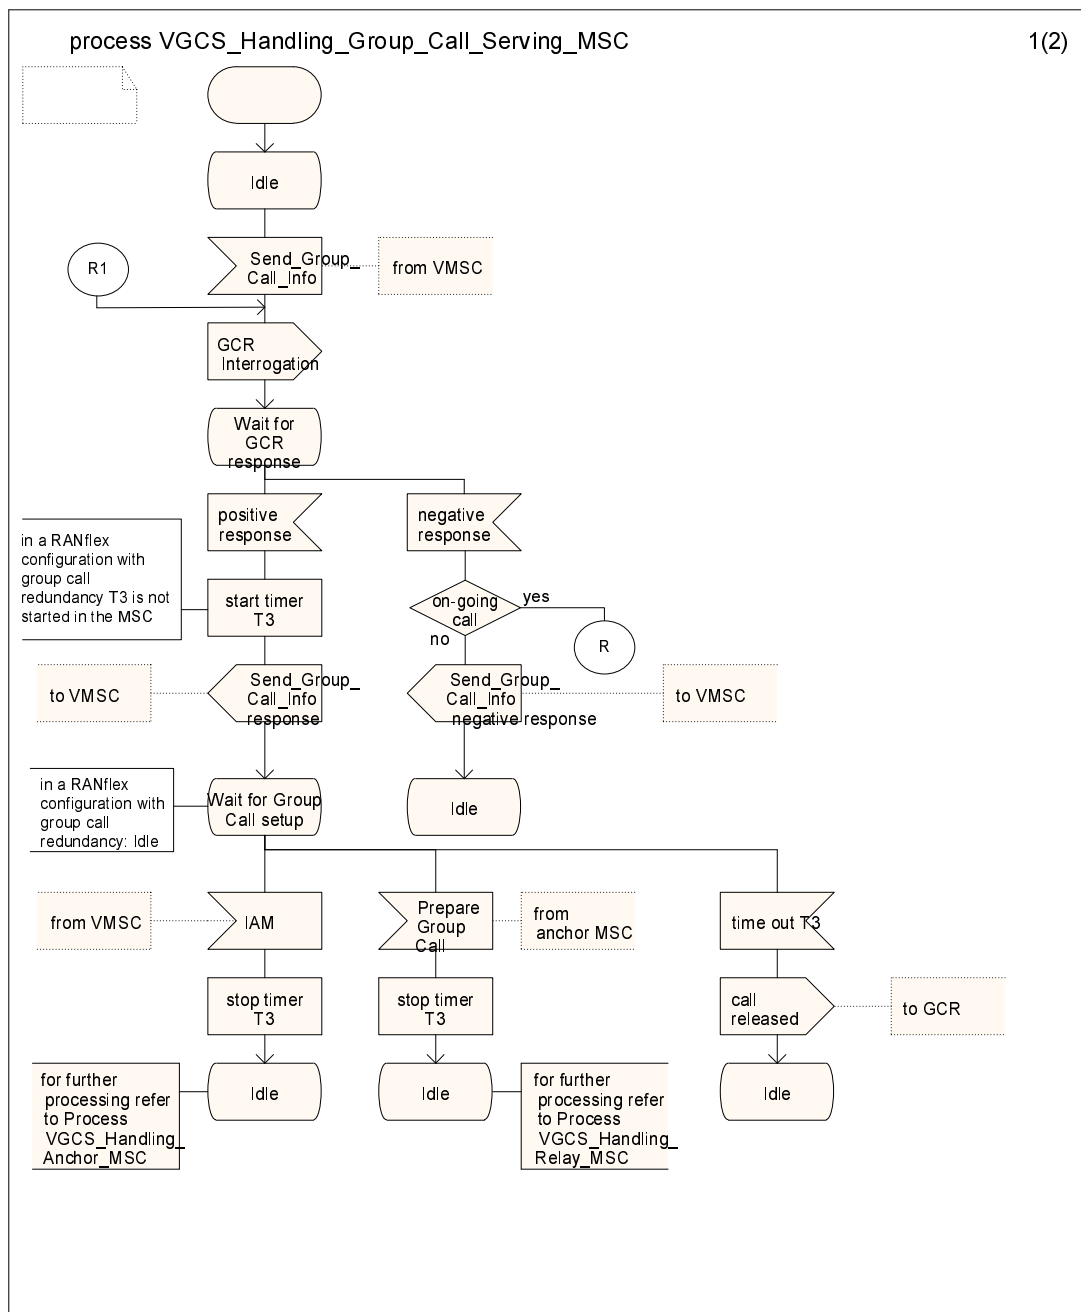 process VGCS_Handling_Group_Call_Serving_MSC
1(2)
Idle
Send_Group_
Call_Info
from VMSC
R1
GCR
Interrogation
Wait for
GCR
response
positive
response
negative
response
in a RANflex
configuration with
group call
redundancy T3 is not
started in the MSC
start timer
T3
on-going
call
yes
no
R
to VMSC
Send_Group_
Call_Info
response
Send_Group_
Call_Info
negative response
to VMSC
in a RANflex
configuration with
group call
redundancy: Idle
Wait for Group
Call setup
Idle
from VMSC
IAM
Prepare
Group
Call
from
anchor MSC
time out T3
stop timer
T3
stop timer
T3
call
released
to GCR
for further
processing refer
to Process
VGCS_Handling_
Anchor_MSC
Idle
Idle
for further
processing refer
to Process
VGCS_Handling_
Relay_MSC
Idle